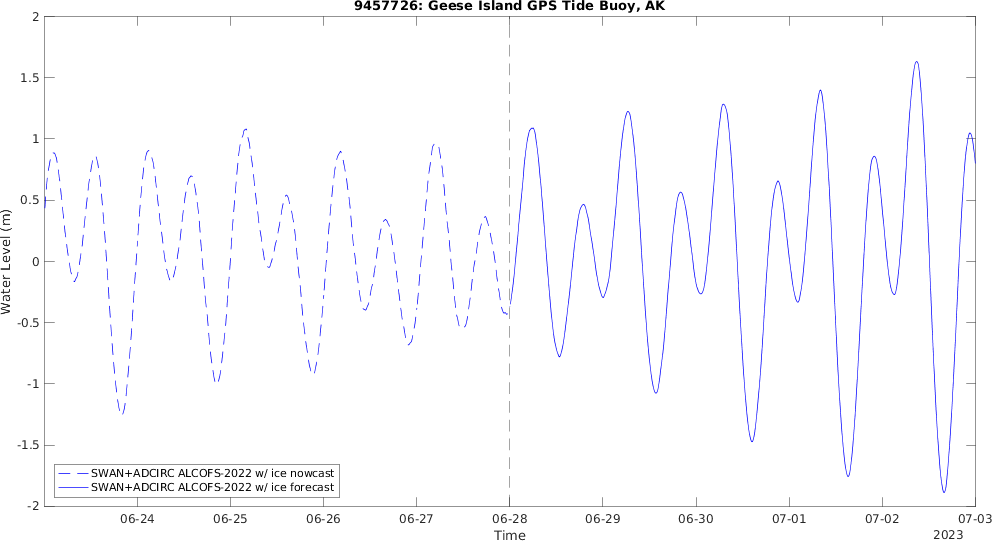 9457726: Geese Island GPS Tide Buoy, AK
2
1.5
1
0.5
0
-0.5
-1
-1.5
-2
Water Level (m)
SWAN+ADCIRC ALCOFS-2022 w/ ice nowcast
SWAN+ADCIRC ALCOFS-2022 w/ ice forecast
06-24 06-25 06-26 06-27 06-28 06-29 06-30 07-01 07-02 07-03
Time
2023